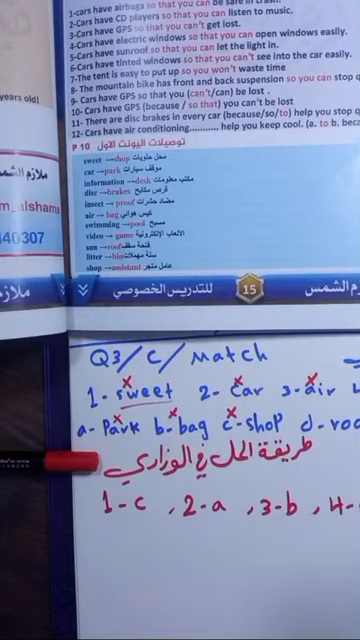 1-cars have airbags so that you can be safe in crash.
2-Cars have CD players so that you can listen to music.
3-Cars have GPS so that you can't get lost.
4-Cars have electric windows so that you can open windows easily.
5-Cars have sunroof so that you can let the light in.
6-Cars have tinted windows so that you can't see into the car easily.
7-The tent is easy to put up so you won't waste time
8- The mountain bike has front and back suspension so you can stop q
9- Cars have GPS so that you (can't/can) be lost .
10- Cars have GPS (because / so that) you can't be lost
11- There are disc brakes in every car (because/so/to) help you stop q
12- Cars have air conditioning........... help you keep cool. (a. to b. beca
P 10 توصيلات اليونت الاول
sweet →shop محل حلويات
car →park موقف سيارات
information →desk مكتب معلومات
disc →brakes قرص مكابح
insect → proof مضاد حشرات
air → bag كيس هوائي
swimming →pool مسبح
video → game الالعاب الإلكترونية
sun →roof فتحة سقف
litter →bin سلة مهملات
shop →assistant عامل متجر
years old!
ملازم الشم
m_alshams
40307
ملازم
للتدريس الخصوصي
15
زم الشمس
Q3/C/Match
1- sweet 2- Car 3- air
a- Park b- bag c- shop d- roo
طريقة الحل في الوزاري
1-c , 2-a , 3-b , 4-